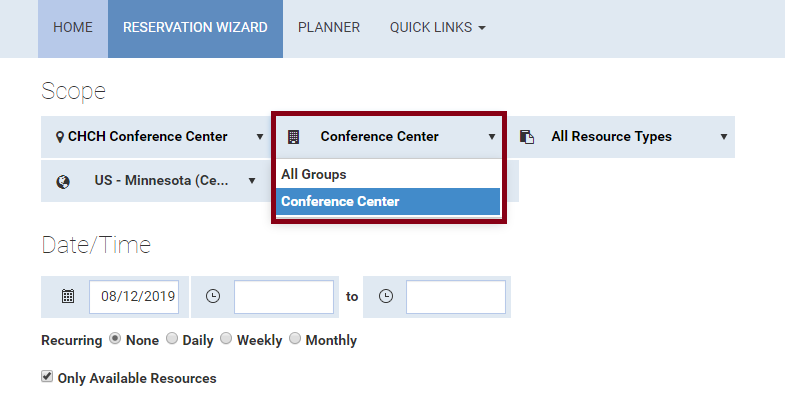 HOME RESERVATION WIZARD PLANNER QUICK LINKS
Scope
CHCH Conference Center Conference Center All Resource Types
US - Minnesota (Ce...
All Groups
Conference Center
Date/Time
08/12/2019 to
Recurring None Daily Weekly Monthly
Only Available Resources